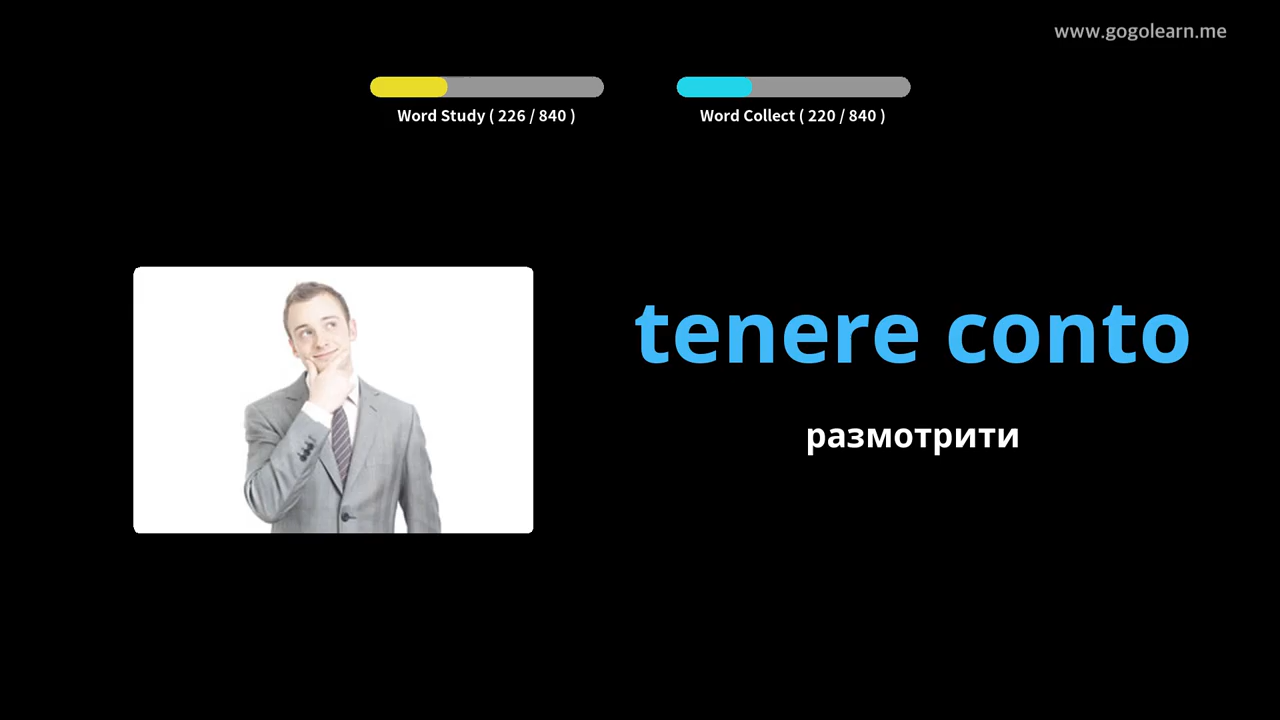 www.gogolearn.me
Word Study ( 226 / 840 )
Word Collect ( 220 / 840 )
tenere conto
размотрити